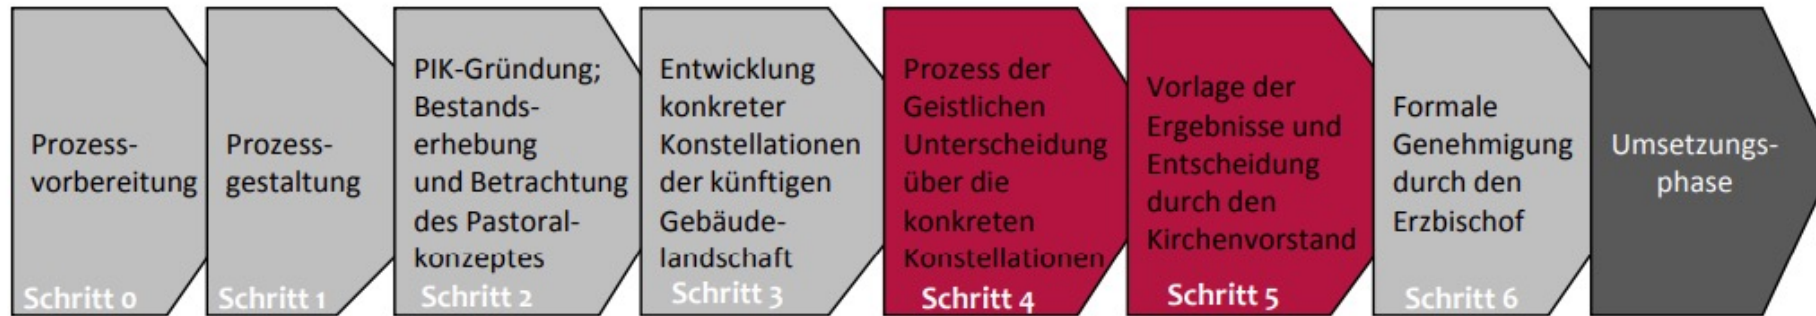 Prozess-
vorbereitung
Schritt 0
Prozess-
gestaltung
Schritt 1
PIK-Gründung;
Bestands-
erhebung
und Betrachtung
des Pastoral-
konzeptes
Schritt 2
Entwicklung
konkreter
Konstellationen
der künftigen
Gebäude-
landschaft
Schritt 3
Prozess der
Geistlichen
Unterscheidung
über die
konkreten
Konstellationen
Schritt 4
Vorlage der
Ergebnisse und
Entscheidung
durch den
Kirchenvorstand
Schritt 5
Formale
Genehmigung
durch den
Erzbischof
Schritt 6
Umsetzungs-
phase